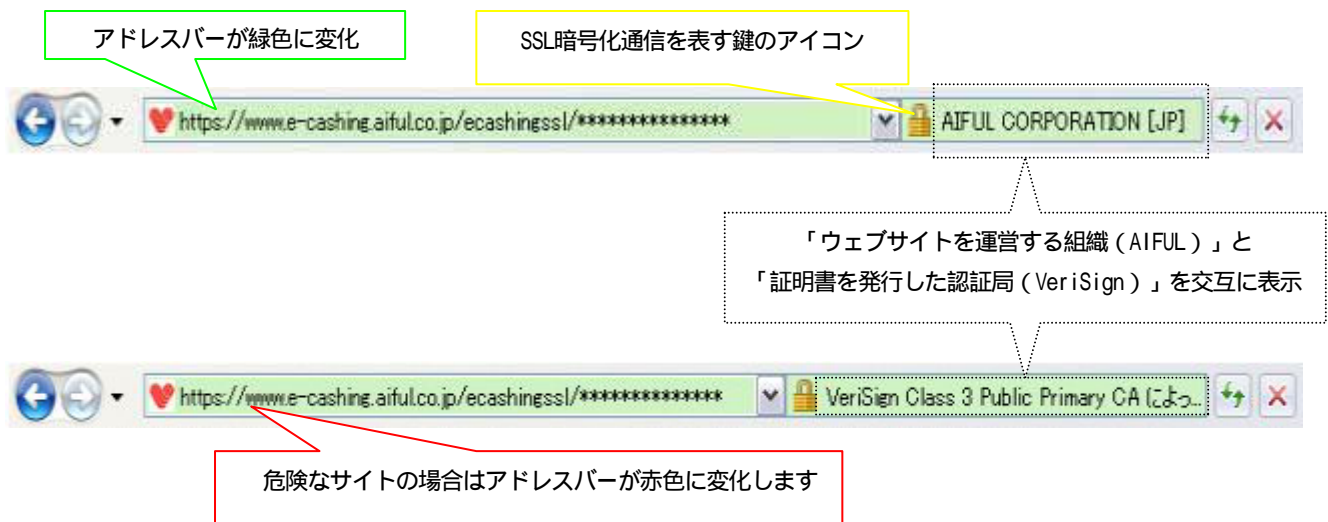 アドレスバーが緑色に変化
SSL暗号化通信を表す鍵のアイコン
https://www.e-cashing.aiful.co.jp/ecashingssl/***************
AIFUL CORPORATION [JP]
「ウェブサイトを運営する組織(AIFUL)」と
「証明書を発行した認証局(VeriSign)」を交互に表示
https://www.e-cashing.aiful.co.jp/ecashingssl/**************
VeriSign Class 3 Public Primary CA (によっ...
危険なサイトの場合はアドレスバーが赤色に変化します